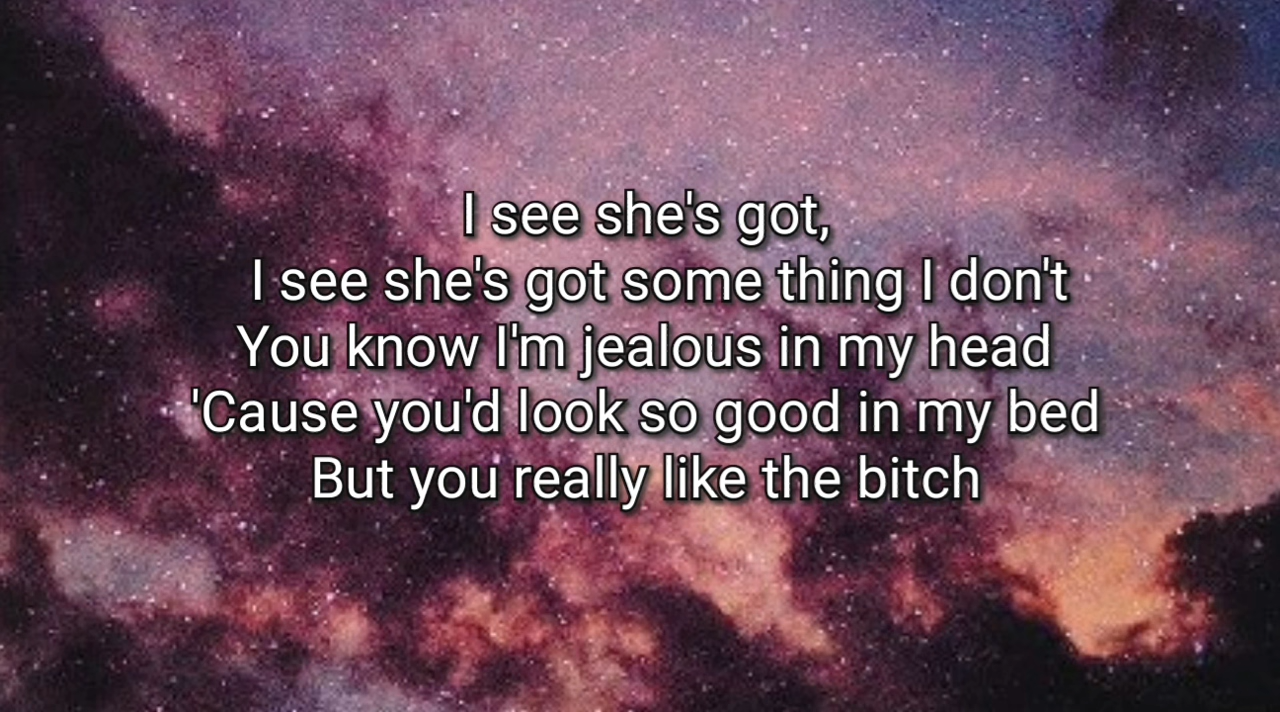 I see she's got,
I see she's got some thing I don't
You know I'm jealous in my head
'Cause you'd look so good in my bed
But you really like the bitch